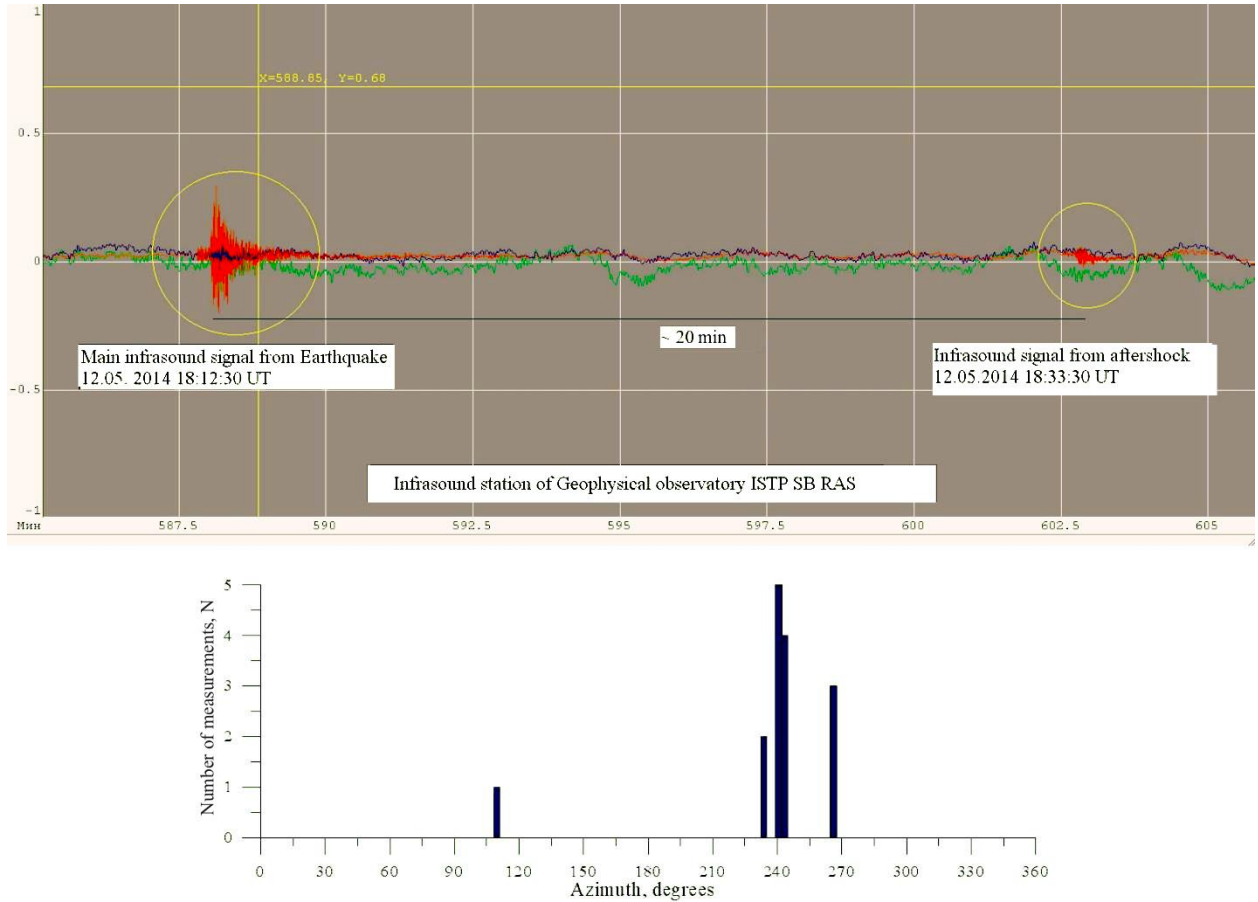 1
X=588.85, Y=0.68
0.5
0
~ 20 min
Main infrasound signal from Earthquake
12.05. 2014 18:12:30 UT
Infrasound signal from aftershock
12.05.2014 18:33:30 UT
-0.5
Infrasound station of Geophysical observatory ISTP SB RAS
-1
Мин 587.5 590 592.5 595 597.5 600 602.5 605
Number of measurements, N
5
4
3
2
1
0
0 30 60 90 120 150 180 210 240 270 300 330 360
Azimuth, degrees